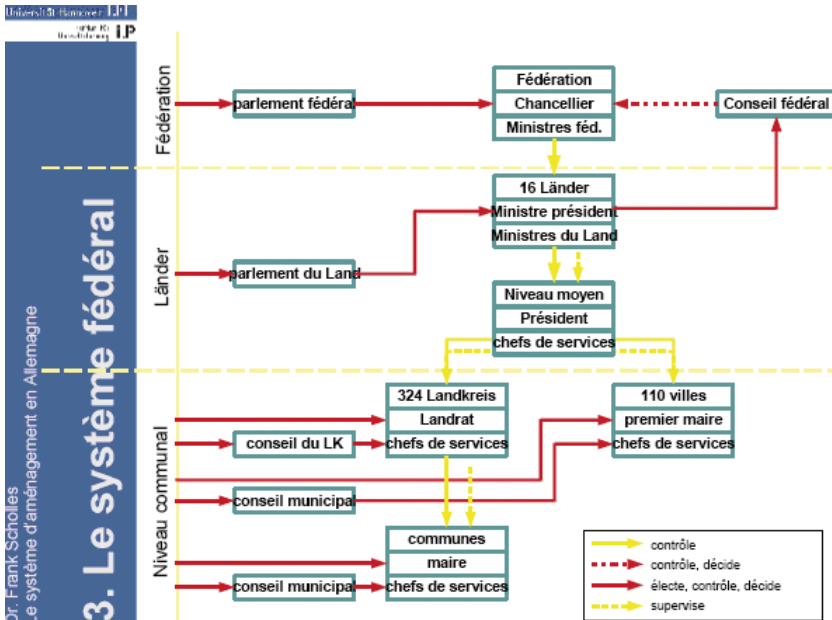 Universität Hannover
i.P
Dr. Frank Scholles
Le système d'aménagement en Allemagne
3. Le système fédéral
Fédération
parlement fédéral
Fédération
Chancellier
Ministres féd.
Conseil fédéral
Länder
parlement du Land
16 Länder
Ministre président
Ministres du Land
Niveau moyen
Président
chefs de services
Niveau communal
324 Landkreis
Landrat
chefs de services
110 villes
premier maire
chefs de services
conseil du LK
conseil municipal
communes
maire
chefs de services
conseil municipal
contrôle
contrôle, décide
électe, contrôle, décide
supervise